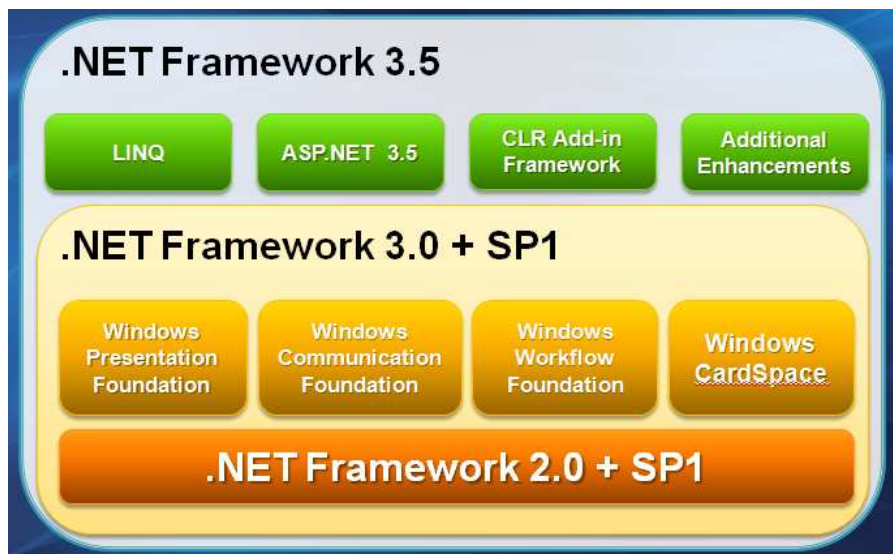 .NET Framework 3.5
LINQ
ASP.NET 3.5
CLR Add-in
Framework
Additional
Enhancements
.NET Framework 3.0 + SP1
Windows
Presentation
Foundation
Windows
Communication
Foundation
Windows
Workflow
Foundation
Windows
CardSpace
.NET Framework 2.0 + SP1